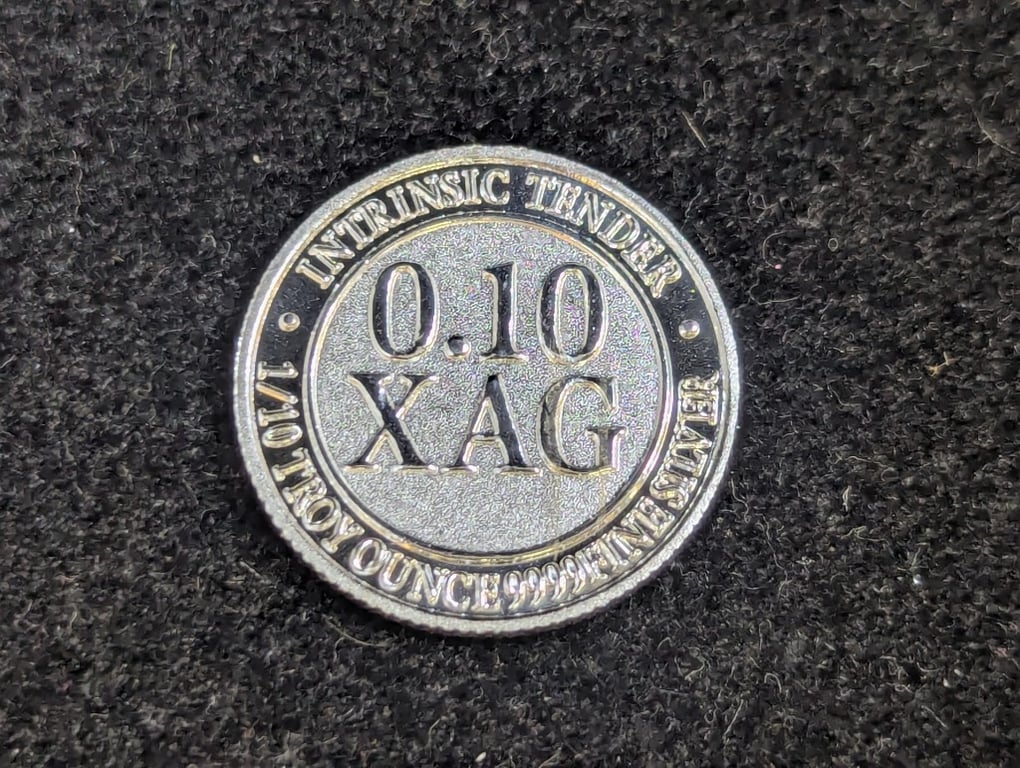 INTRINSIC TENDER
0.10
XAG
1/10 TROY OUNCE 9999 FINE SILVER